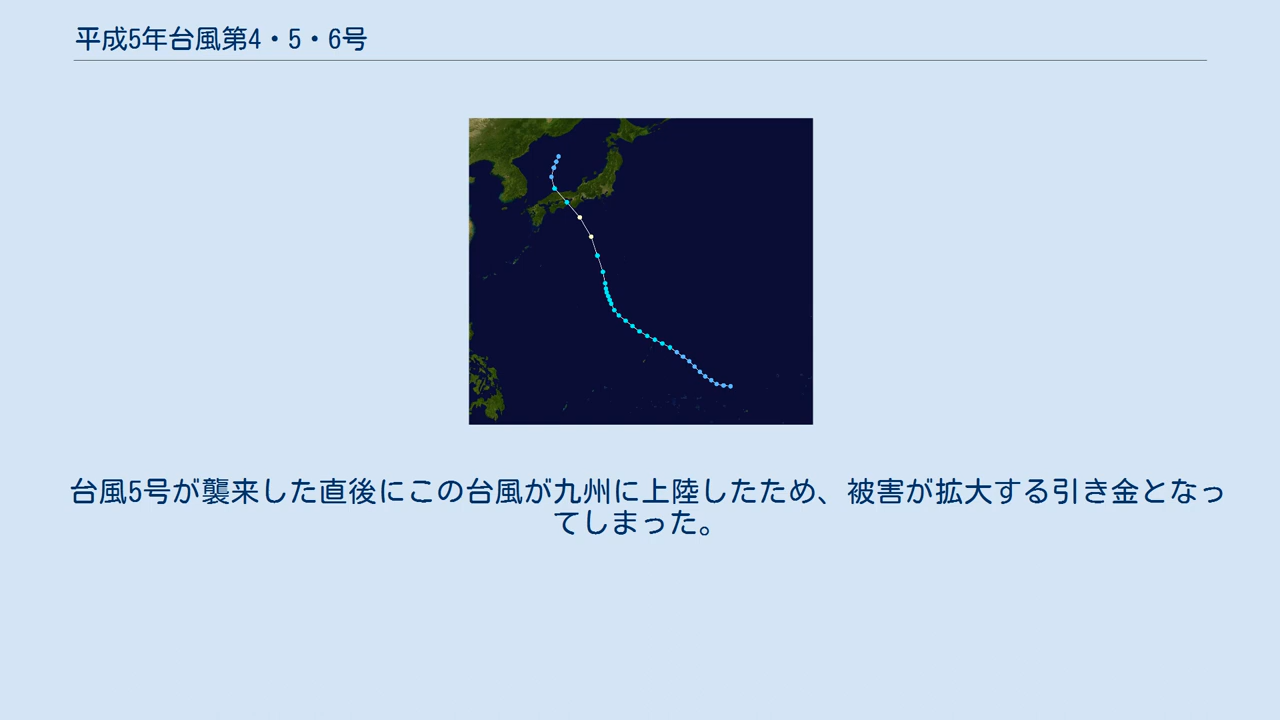 平成5年台風第4・5・6号
台風5号が襲来した直後にこの台風が九州に上陸したため、被害が拡大する引き金となっ
てしまった。